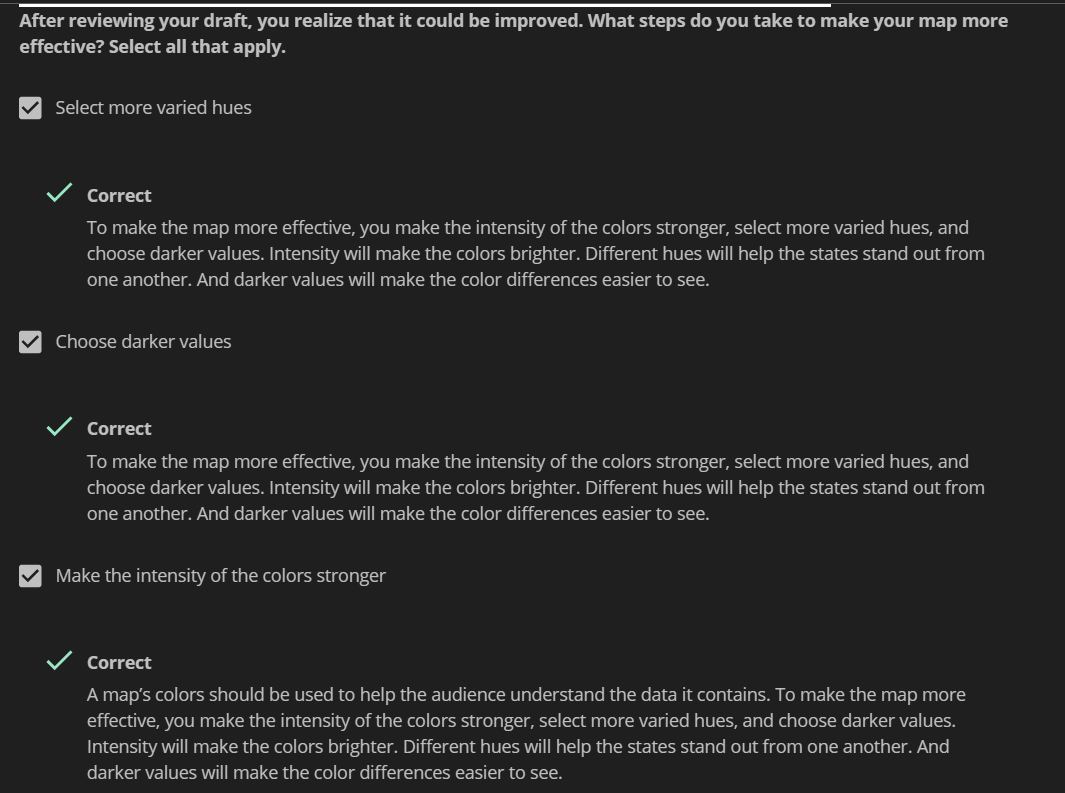 After reviewing your draft, you realize that it could be improved. What steps do you take to make your map more
effective? Select all that apply.
Select more varied hues
Correct
To make the map more effective, you make the intensity of the colors stronger, select more varied hues, and
choose darker values. Intensity will make the colors brighter. Different hues will help the states stand out from
one another. And darker values will make the color differences easier to see.
Choose darker values
Correct
To make the map more effective, you make the intensity of the colors stronger, select more varied hues, and
choose darker values. Intensity will make the colors brighter. Different hues will help the states stand out from
one another. And darker values will make the color differences easier to see.
Make the intensity of the colors stronger
Correct
A map’s colors should be used to help the audience understand the data it contains. To make the map more
effective, you make the intensity of the colors stronger, select more varied hues, and choose darker values.
Intensity will make the colors brighter. Different hues will help the states stand out from one another. And
darker values will make the color differences easier to see.